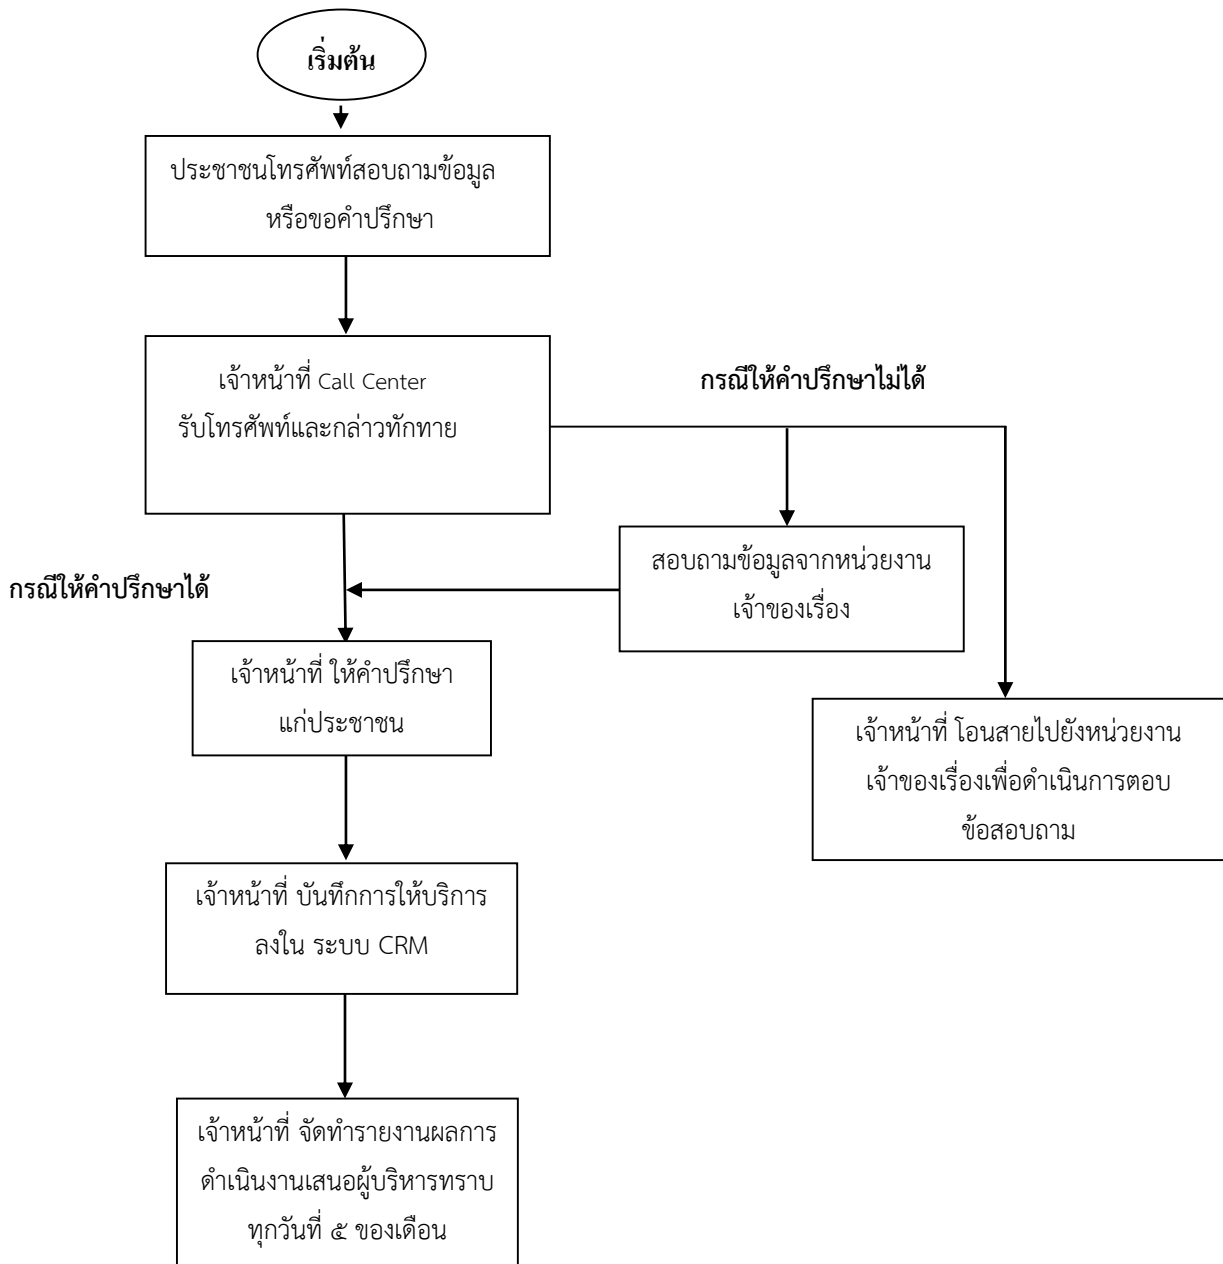 เริ่มต้น
ประชาชนโทรศัพท์สอบถามข้อมูล
หรือขอคำปรึกษา
เจ้าหน้าที่ Call Center
รับโทรศัพท์และกล่าวทักทาย
กรณีให้คำปรึกษาไม่ได้
สอบถามข้อมูลจากหน่วยงาน
เจ้าของเรื่อง
กรณีให้คำปรึกษาได้
เจ้าหน้าที่ ให้คำปรึกษา
แก่ประชาชน
เจ้าหน้าที่ โอนสายไปยังหน่วยงาน
เจ้าของเรื่องเพื่อดำเนินการตอบ
ข้อสอบถาม
เจ้าหน้าที่ บันทึกการให้บริการ
ลงใน ระบบ CRM
เจ้าหน้าที่ จัดทำรายงานผลการ
ดำเนินงานเสนอผู้บริหารทราบ
ทุกวันที่ ๕ ของเดือน